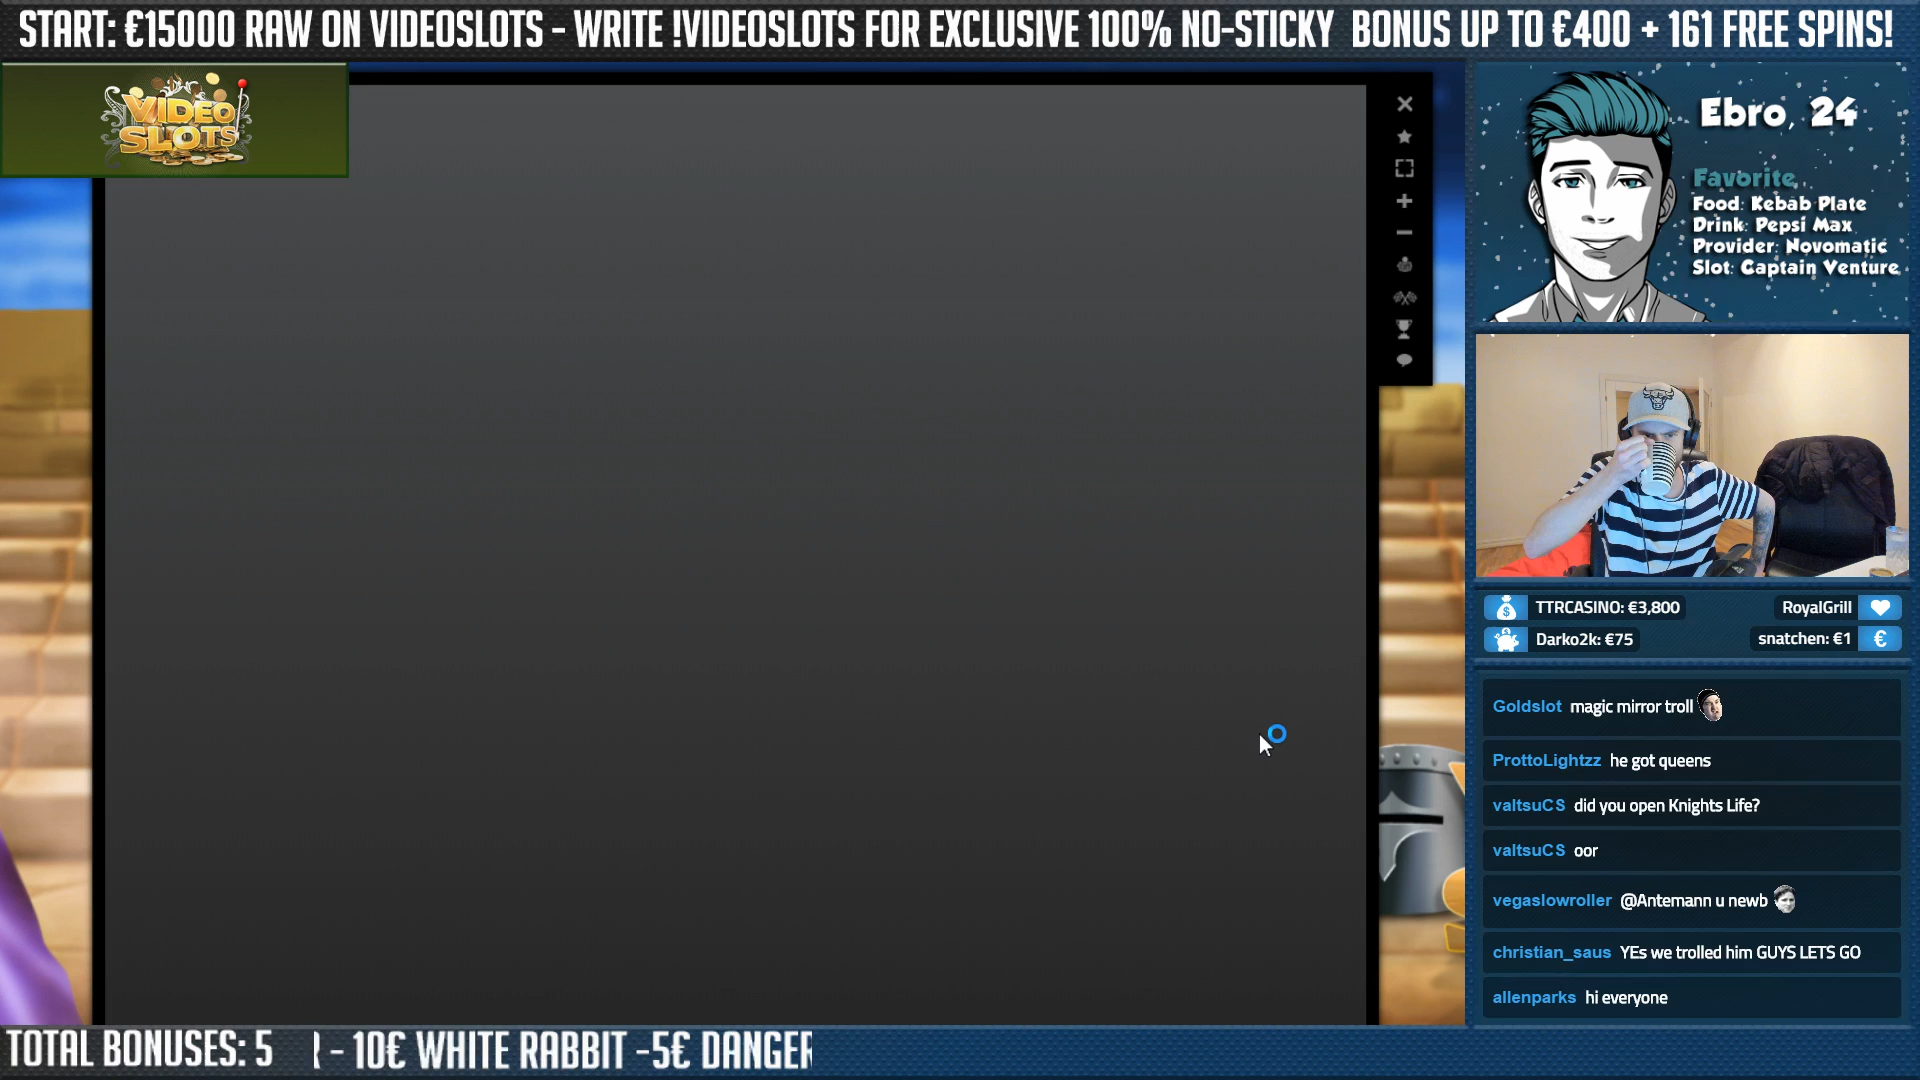 START: €15000 RAW ON VIDEOSLOTS - WRITE !VIDEOSLOTS FOR EXCLUSIVE 100% NO-STICKY BONUS UP TO €400 + 161 FREE SPINS!
VIDEO
SLOTS
Ebro, 24
Favorite
Food: Kebab Plate
Drink: Pepsi Max
Provider: Novomatic
Slot: Captain Venture
TTRCASINO: €3,800
RoyalGrill
Darko2k: €75
snatchen: €1
Goldslot magic mirror troll
ProttoLightzz he got queens
valtsuCS did you open Knights Life?
valtsuCS oor
vegaslowroller @Antemann u newb
christian_saus YEs we trolled him GUYS LETS GO
allenparks hi everyone
TOTAL BONUSES: 5
- 10€ WHITE RABBIT -5€ DANGER